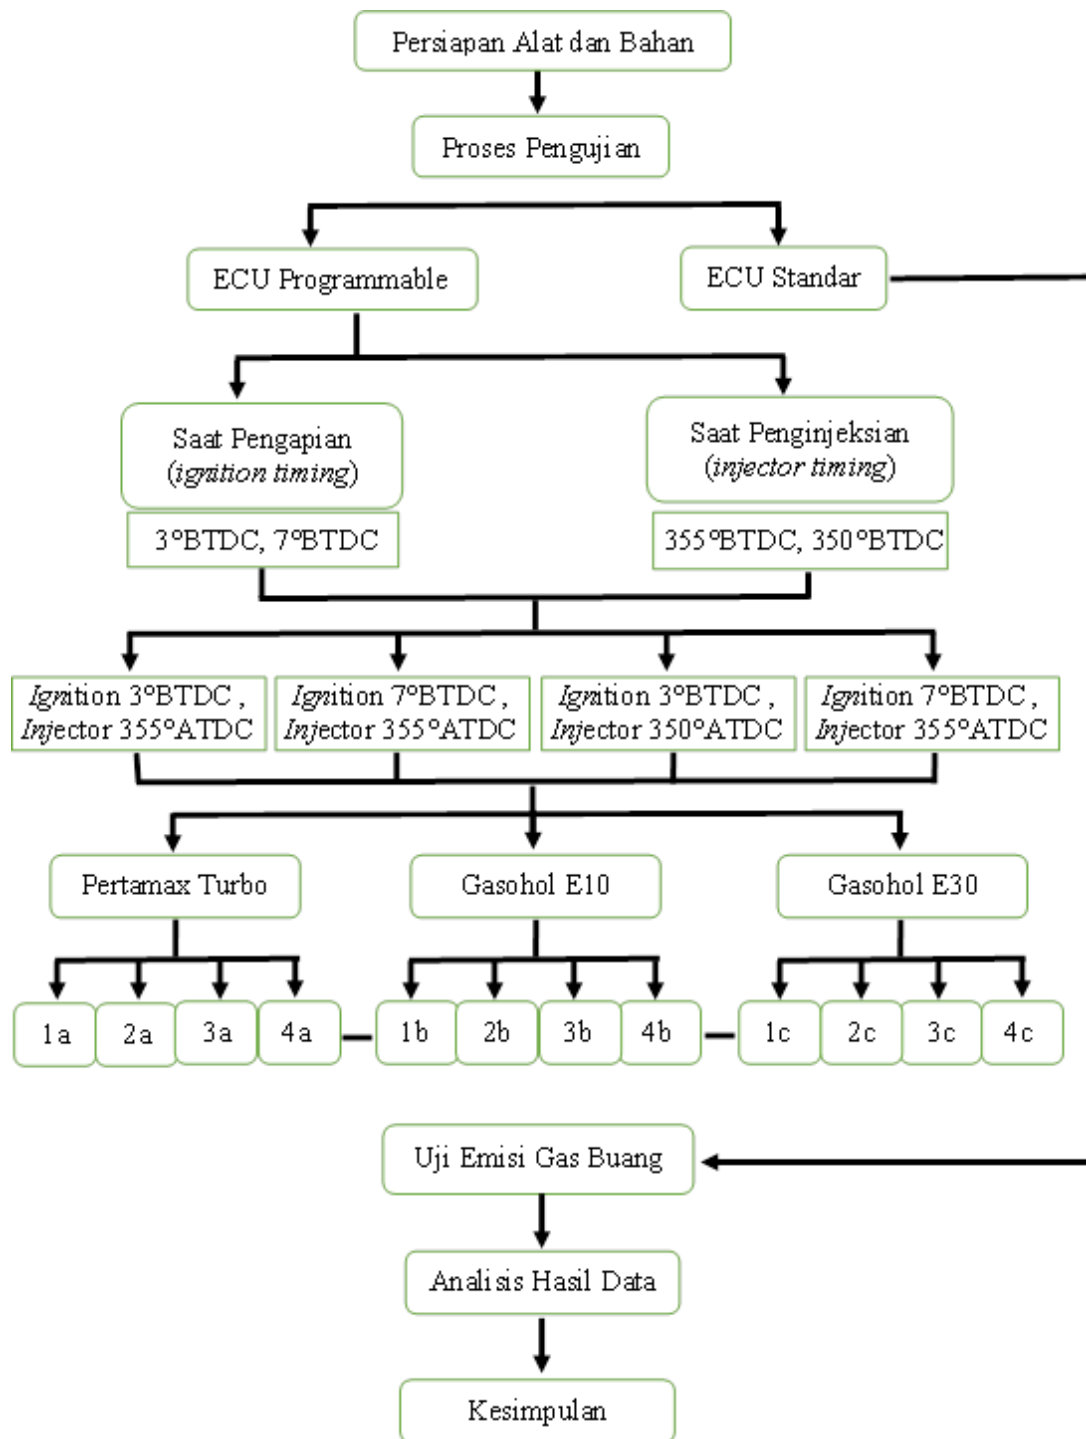 Persiapan Alat dan Bahan
Proses Pengujian
ECU Programmable
ECU Standar
Saat Pengapian
(ignition timing)
Saat Penginjeksian
(injector timing)
3°BTDC, 7°BTDC
355°BTDC, 350°BTDC
Ignition 3°BTDC ,
Injector 355°ATDC
Ignition 7°BTDC ,
Injector 355°ATDC
Ignition 3°BTDC ,
Injector 350°ATDC
Ignition 7°BTDC ,
Injector 355°ATDC
Pertamax Turbo
Gasohol E10
Gasohol E30
1a
2a
3a
4a
1b
2b
3b
4b
1c
2c
3c
4c
Uji Emisi Gas Buang
Analisis Hasil Data
Kesimpulan